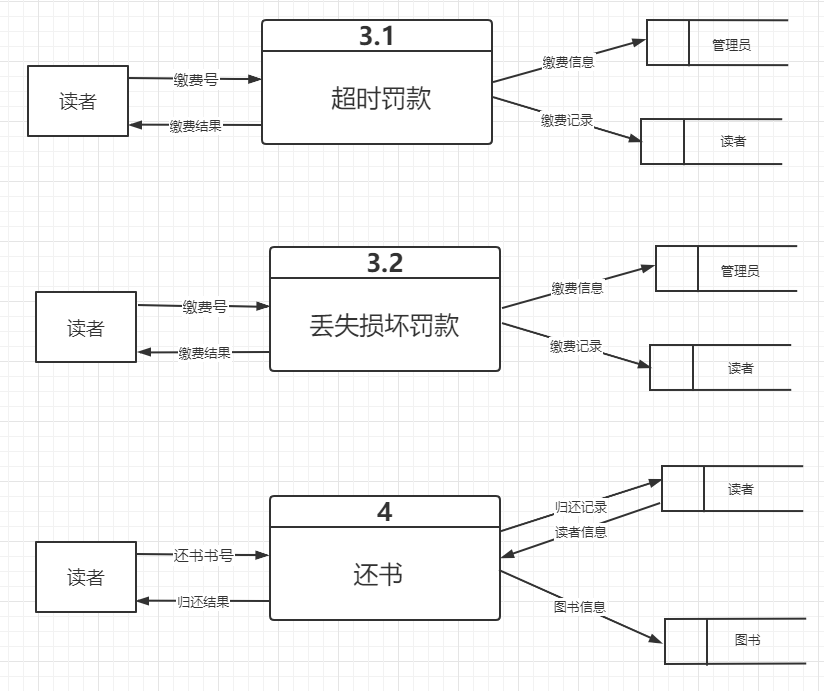 3.1
管理员
缴费信息
缴费号
读者
超时罚款
缴费结果
缴费记录
读者
3.2
管理员
缴费信息
缴费号
读者
丢失损坏罚款
缴费结果
缴费记录
读者
4
读者
归还记录
读者信息
还书书号
读者
还书
归还结果
图书信息
图书